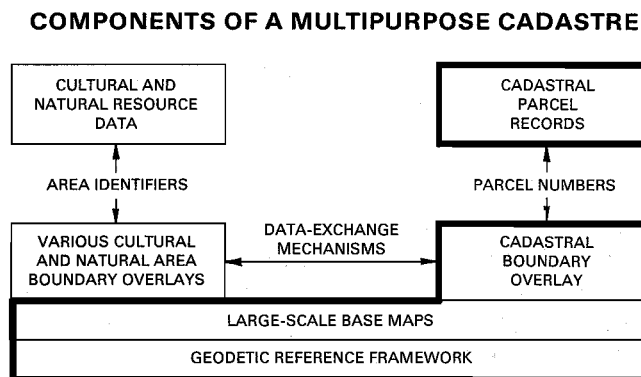 COMPONENTS OF A MULTIPURPOSE CADASTRE
CULTURAL AND
NATURAL RESOURCE
DATA
CADASTRAL
PARCEL
RECORDS
AREA IDENTIFIERS
PARCEL NUMBERS
VARIOUS CULTURAL
AND NATURAL AREA
BOUNDARY OVERLAYS
DATA-EXCHANGE
MECHANISMS
CADASTRAL
BOUNDARY
OVERLAY
LARGE-SCALE BASE MAPS
GEODETIC REFERENCE FRAMEWORK